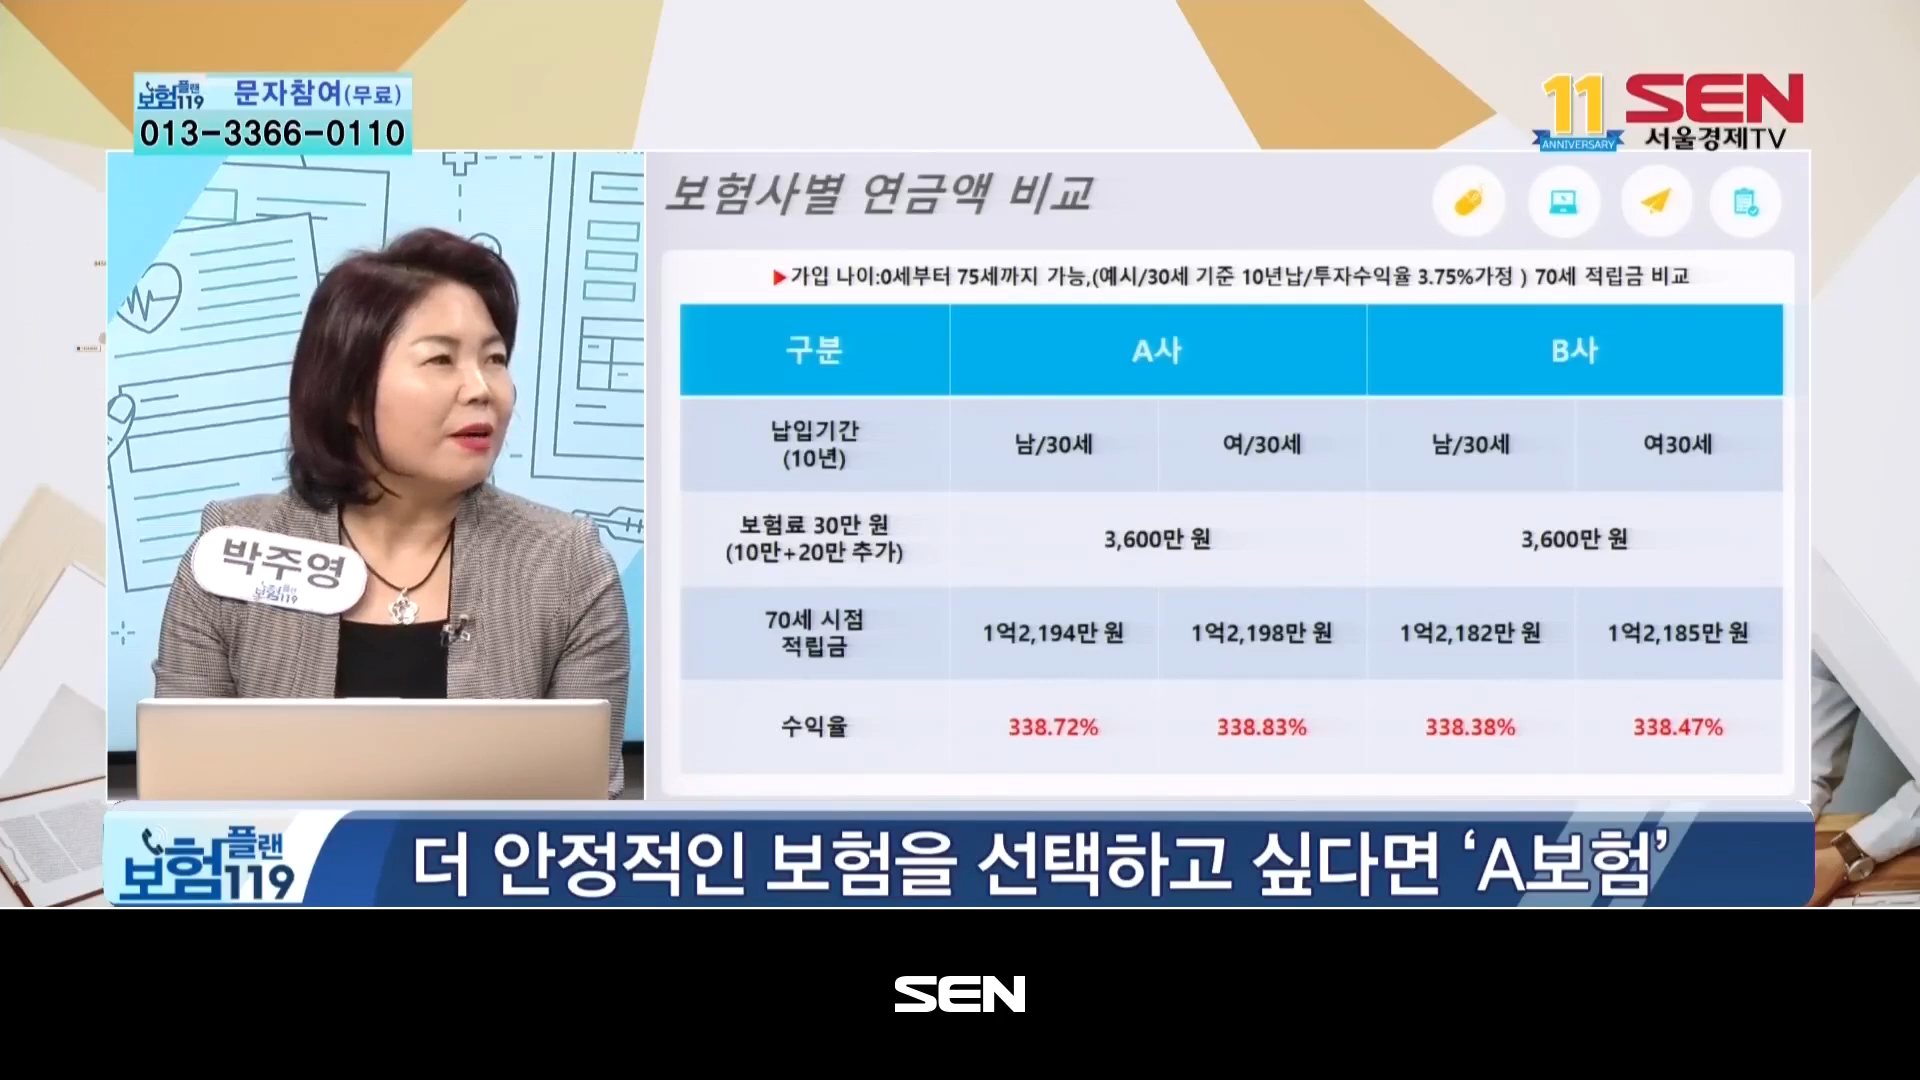 보험플랜119 문자참여(무료)
013-3366-0110
11 ANNIVERSARY
SEN
서울경제TV
보험사별 연금액 비교
▶가입 나이:0세부터 75세까지 가능,(예시/30세 기준 10년납/투자수익율 3.75%가정 ) 70세 적립금 비교
구분 A사 B사
납입기간
(10년)
남/30세 여/30세 남/30세 여30세
보험료 30만 원
(10만+20만 추가)
3,600만 원 3,600만 원
70세 시점
적립금
1억2,194만 원 1억2,198만 원 1억2,182만 원 1억2,185만 원
수익율 338.72% 338.83% 338.38% 338.47%
박주영
보험플랜119
보험플랜119
더 안정적인 보험을 선택하고 싶다면 ‘A보험’
SEN